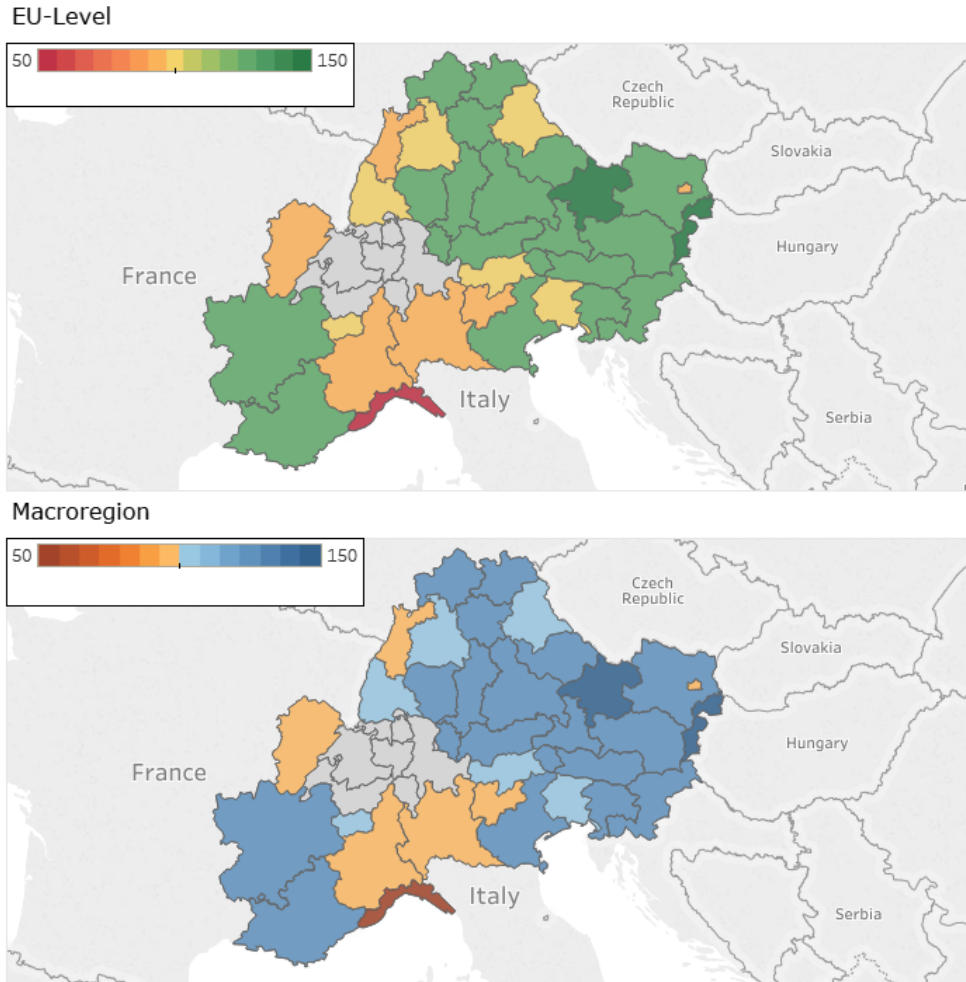 EU-Level
50
150
Czech
Republic
Slovakia
Hungary
France
Italy
Serbia
Macroregion
50
150
Czech
Republic
Slovakia
Hungary
France
Italy
Serbia